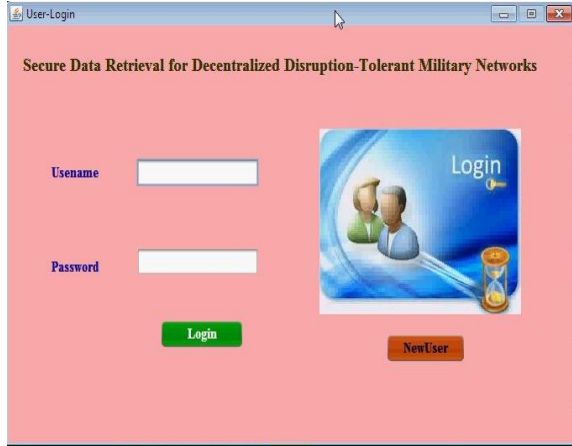 User-Login
Secure Data Retrieval for Decentralized Disruption-Tolerant Military Networks
Login
Usename
Password
Login
NewUser